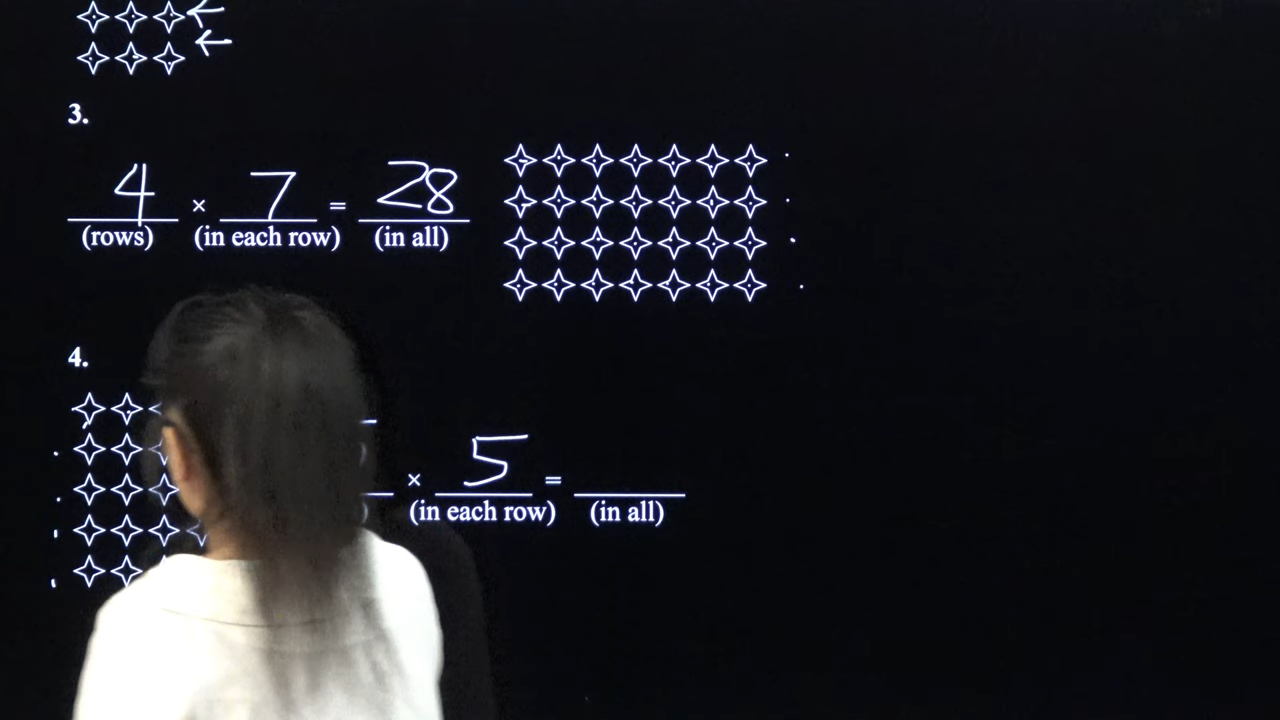 3.
4 × 7 = 28
(rows) (in each row) (in all)
4.
× 5 =
(in each row) (in all)